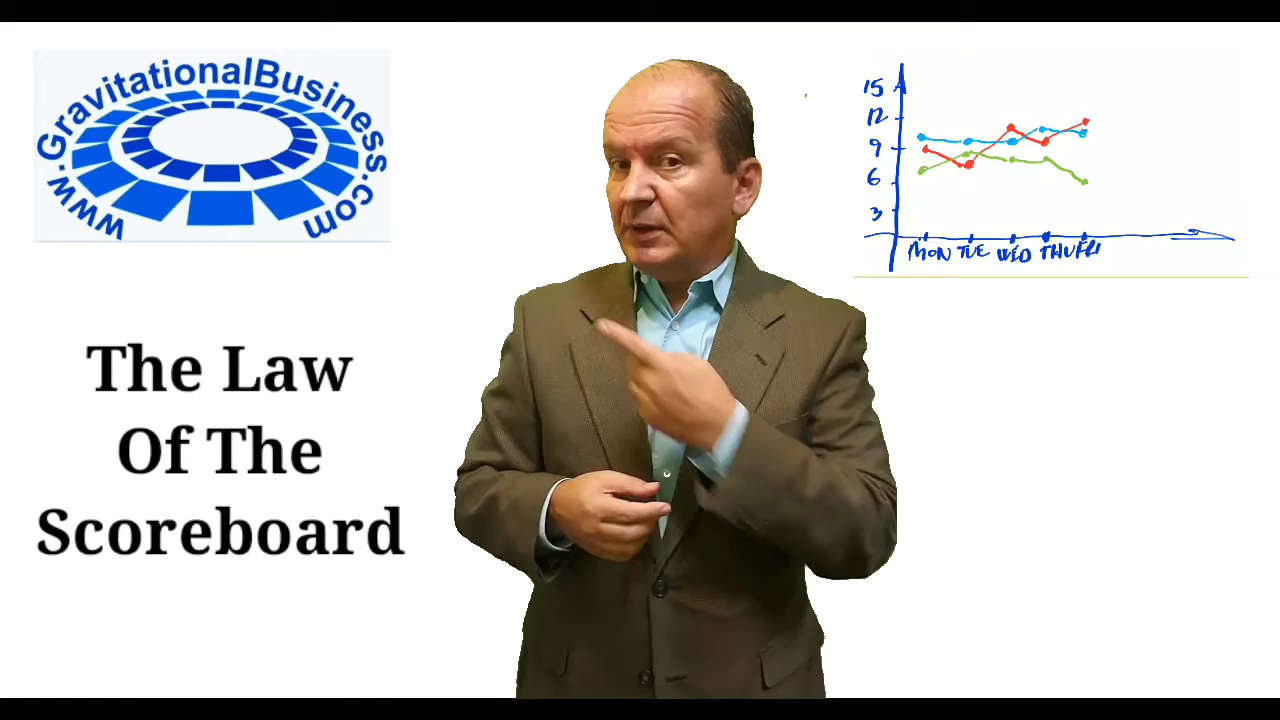 www.GravitationalBusiness.com
The Law
Of The
Scoreboard
15
12
9
6
3
MON TUE WED THU FRI